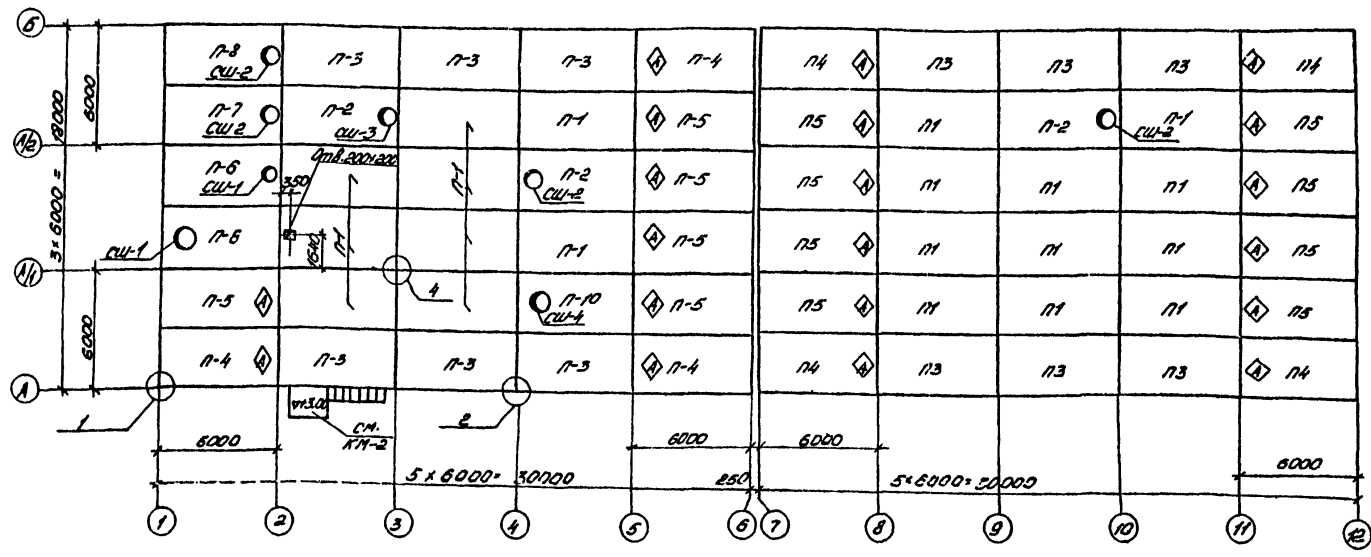 Б
П-8
П-3
П-3
П-3
А
П-4
П4
А
П3
П3
П3
А
П4
СШ-2
6000
18000
П-7
П-2
П-1
А
П-5
П5
А
П1
П-2
П-1
А
П5
СШ2
СШ-3
СШ-2
А/2
Отв. 200×200
3×6000=
П-6
350
П-1
П-2
А
П-5
П5
А
П1
П1
П1
А
П5
СШ-1
СШ-2
СШ-1
П-6
1540
П-1
П-1
А
П-5
П5
А
П1
П1
П1
А
П5
А/1
4
П-5
А
П-10
А
П-5
П5
А
П1
П1
П1
А
П5
СШ-4
6000
П-4
А
П-3
П-3
П-3
А
П-4
П4
А
П3
П3
П3
А
П4
А
1
2
см.
КМ-2
6000
6000
6000
6000
5×6000=30000
250
5×6000=30000
1
2
3
4
5
6
7
8
9
10
11
12